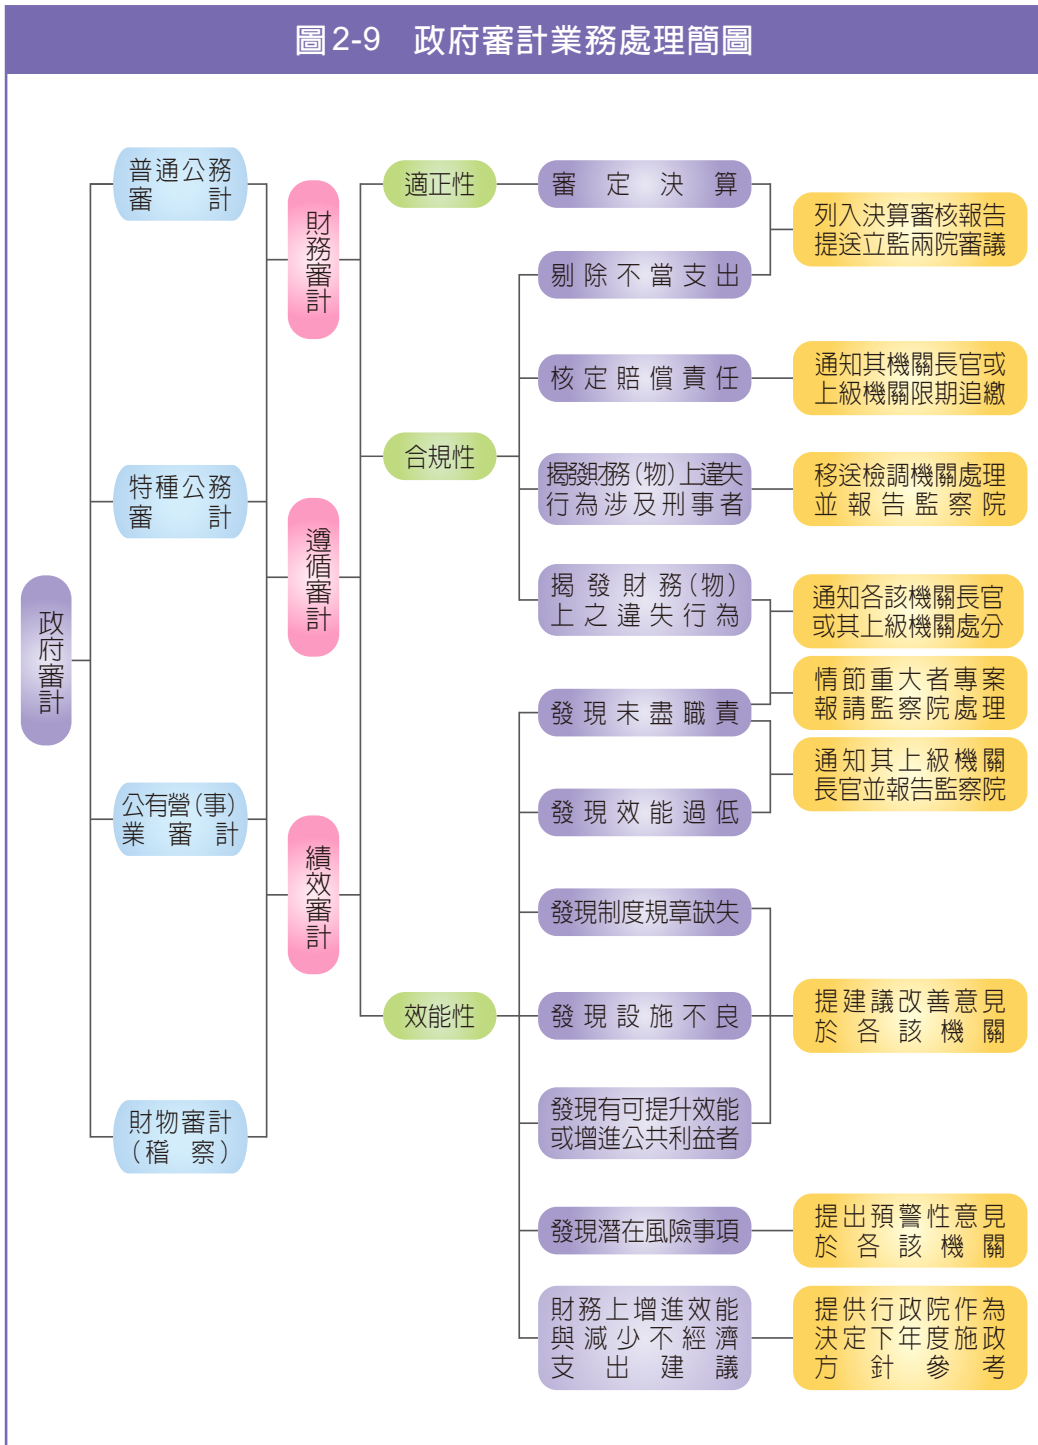 圖2-9 政府審計業務處理簡圖
政府審計
普通公務
審計
特種公務
審計
公有營(事)
業審計
財物審計
(稽察)
財務審計
遵循審計
績效審計
適正性
合規性
效能性
審定決算
剔除不當支出
核定賠償責任
揭發財務(物)上違失
行為涉及刑事者
揭發財務(物)
上之違失行為
發現未盡職責
發現效能過低
發現制度規章缺失
發現設施不良
發現有可提升效能
或增進公共利益者
發現潛在風險事項
財務上增進效能
與減少不經濟
支出建議
列入決算審核報告
提送立監兩院審議
通知其機關長官或
上級機關限期追繳
移送檢調機關處理
並報告監察院
通知各該機關長官
或其上級機關處分
情節重大者專案
報請監察院處理
通知其上級機關
長官並報告監察院
提建議改善意見
於各該機關
提出預警性意見
於各該機關
提供行政院作為
決定下年度施政
方針參考